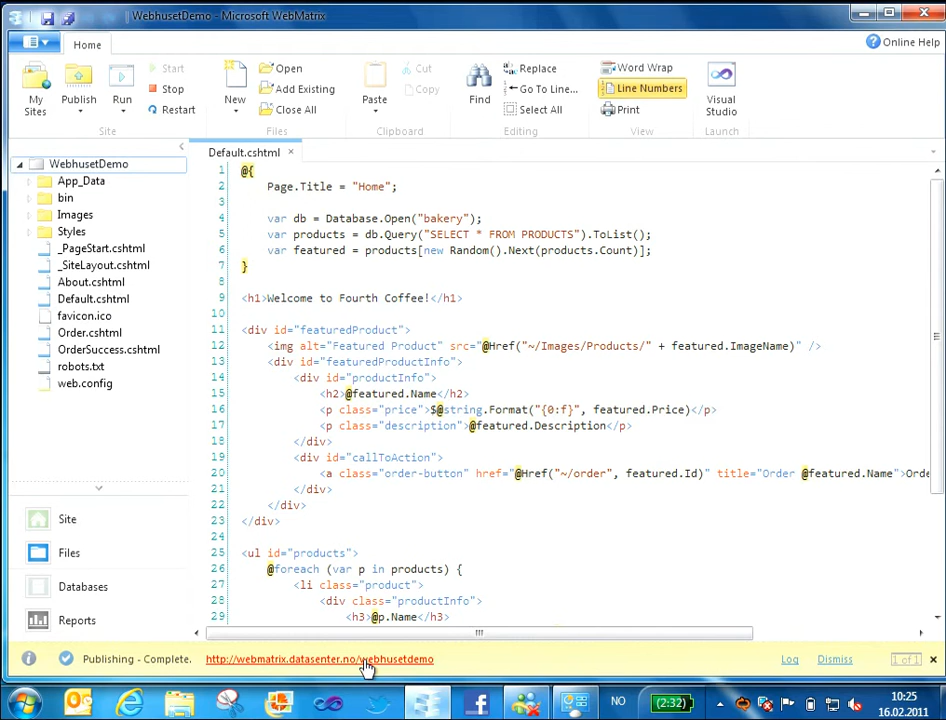 WebhusetDemo - Microsoft WebMatrix
Home
Online Help
My Sites
Publish
Run
Start
Stop
Restart
Site
New
Open
Add Existing
Close All
Files
Paste
Cut
Copy
Clipboard
Find
Replace
Go To Line...
Select All
Editing
Word Wrap
Line Numbers
Print
View
Visual Studio
Launch
WebhusetDemo
App_Data
bin
Images
Styles
_PageStart.cshtml
_SiteLayout.cshtml
About.cshtml
Default.cshtml
favicon.ico
Order.cshtml
OrderSuccess.cshtml
robots.txt
web.config
Site
Files
Databases
Reports
Default.cshtml
1 @{
2 Page.Title = "Home";
3
4 var db = Database.Open("bakery");
5 var products = db.Query("SELECT * FROM PRODUCTS").ToList();
6 var featured = products[new Random().Next(products.Count)];
7 }
8
9 <h1>Welcome to Fourth Coffee!</h1>
10
11 <div id="featuredProduct">
12 <img alt="Featured Product" src="@Href("~/Images/Products/" + featured.ImageName)" />
13 <div id="featuredProductInfo">
14 <div id="productInfo">
15 <h2>@featured.Name</h2>
16 <p class="price">$@string.Format("{0:f}", featured.Price)</p>
17 <p class="description">@featured.Description</p>
18 </div>
19 <div id="callToAction">
20 <a class="order-button" href="@Href("~/order", featured.Id)" title="Order @featured.Name">Orde
21 </div>
22 </div>
23 </div>
24
25 <ul id="products">
26 @foreach (var p in products) {
27 <li class="product">
28 <div class="productInfo">
29 <h3>@p.Name</h3>
Publishing - Complete. http://webmatrix.datasenter.no/webhusetdemo
Log
Dismiss
1 of 1
NO
(2:32)
10:25
16.02.2011